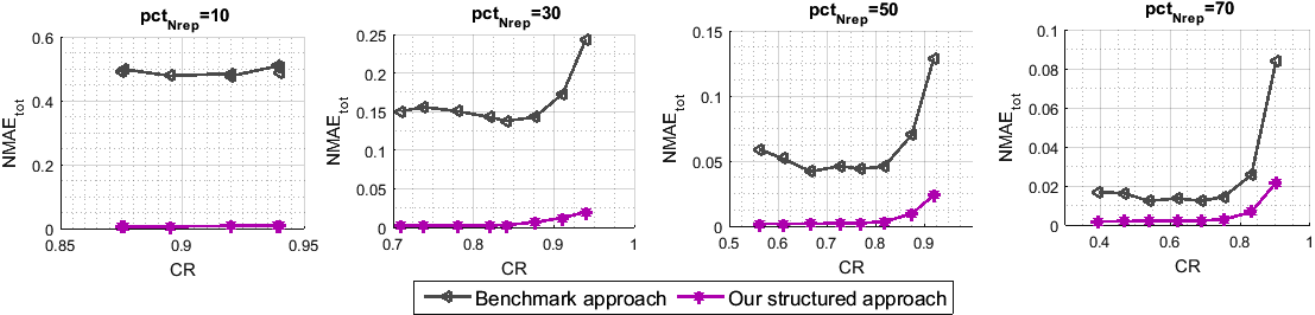 pct_Nrep=10
0.6
0.4
0.2
0
NMAE_tot
0.85
0.9
0.95
CR
pct_Nrep=30
0.25
0.2
0.15
0.1
0.05
0
NMAE_tot
0.7
0.8
0.9
1
CR
pct_Nrep=50
0.15
0.1
0.05
0
NMAE_tot
0.5
0.6
0.7
0.8
0.9
CR
pct_Nrep=70
0.1
0.08
0.06
0.04
0.02
0
NMAE_tot
0.4
0.6
0.8
1
CR
Benchmark approach
Our structured approach